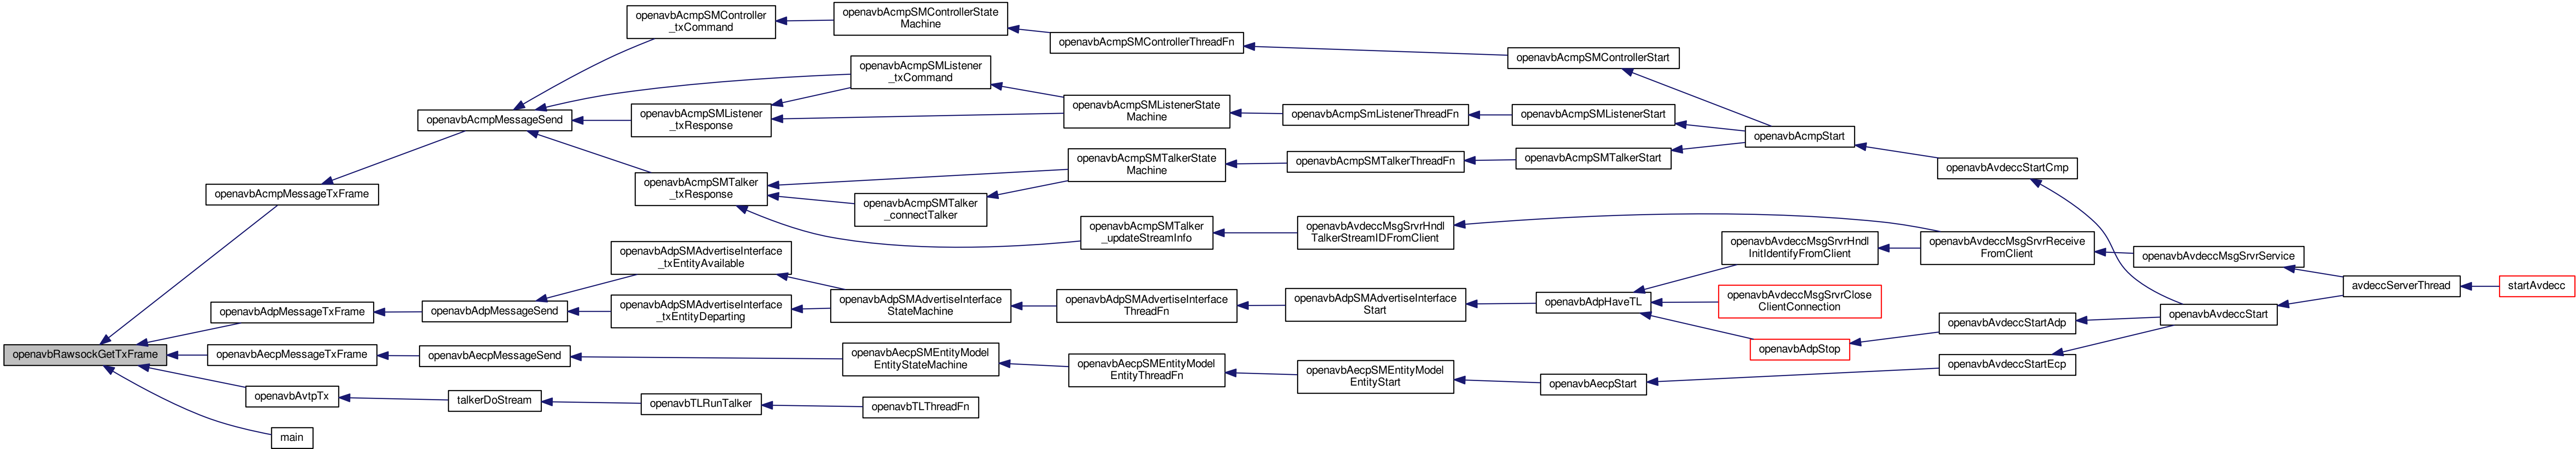 openavbRawsockGetTxFrame
openavbAcmpMessageTxFrame
openavbAdpMessageTxFrame
openavbAecpMessageTxFrame
openavbAvtpTx
main
openavbAcmpMessageSend
openavbAdpMessageSend
openavbAecpMessageSend
talkerDoStream
openavbAcmpSMController
_txCommand
openavbAcmpSMListener
_txResponse
openavbAcmpSMTalker
_txResponse
openavbAdpSMAdvertiseInterface
_txEntityAvailable
openavbAdpSMAdvertiseInterface
_txEntityDeparting
openavbTLRunTalker
openavbAcmpSMControllerState
Machine
openavbAcmpSMListener
_txCommand
openavbAcmpSMTalker
_connectTalker
openavbAdpSMAdvertiseInterface
StateMachine
openavbAecpSMEntityModel
EntityStateMachine
openavbTLThreadFn
openavbAcmpSMControllerThreadFn
openavbAcmpSMListenerState
Machine
openavbAcmpSMTalkerState
Machine
openavbAcmpSMTalker
_updateStreamInfo
openavbAdpSMAdvertiseInterface
ThreadFn
openavbAecpSMEntityModel
EntityThreadFn
openavbAcmpSmListenerThreadFn
openavbAcmpSMTalkerThreadFn
openavbAvdeccMsgSrvrHndl
TalkerStreamIDFromClient
openavbAdpSMAdvertiseInterface
Start
openavbAecpSMEntityModel
EntityStart
openavbAcmpSMControllerStart
openavbAcmpSMListenerStart
openavbAcmpSMTalkerStart
openavbAdpHaveTL
openavbAecpStart
openavbAcmpStart
openavbAvdeccMsgSrvrHndl
InitIdentifyFromClient
openavbAvdeccMsgSrvrClose
ClientConnection
openavbAdpStop
openavbAvdeccStartCmp
openavbAvdeccMsgSrvrReceive
FromClient
openavbAvdeccStartAdp
openavbAvdeccStartEcp
openavbAvdeccMsgSrvrService
openavbAvdeccStart
avdeccServerThread
startAvdecc